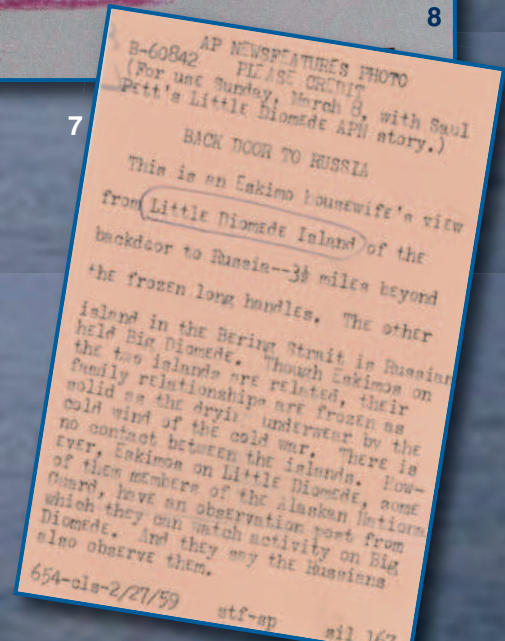 8
7
AP NEWSFEATURES PHOTO
B-60842 PLEASE CREDIT
(For use Sunday, March 8, with Saul
Pett's Little Diomede APN story.)
BACK DOOR TO RUSSIA
This is an Eskimo housewife's view
from Little Diomede Island of the
backdoor to Russia--3½ miles beyond
the frozen long handles. The other
island in the Bering Strait is Russian
held Big Diomede. Though Eskimos on
the two islands are related, their
family relationships are frozen as
solid as the dryin underwear by the
cold wind of the cold war. There is
no contact between the islands. How-
ever, Eskimos on Little Diomede, some
of them members of the Alaskan Nationa
Guard, have an observation post from
which they can watch activity on Big
Diomede. And they say the Russians
also observe them.
654-cls-2/27/59 stf-sp sil 162